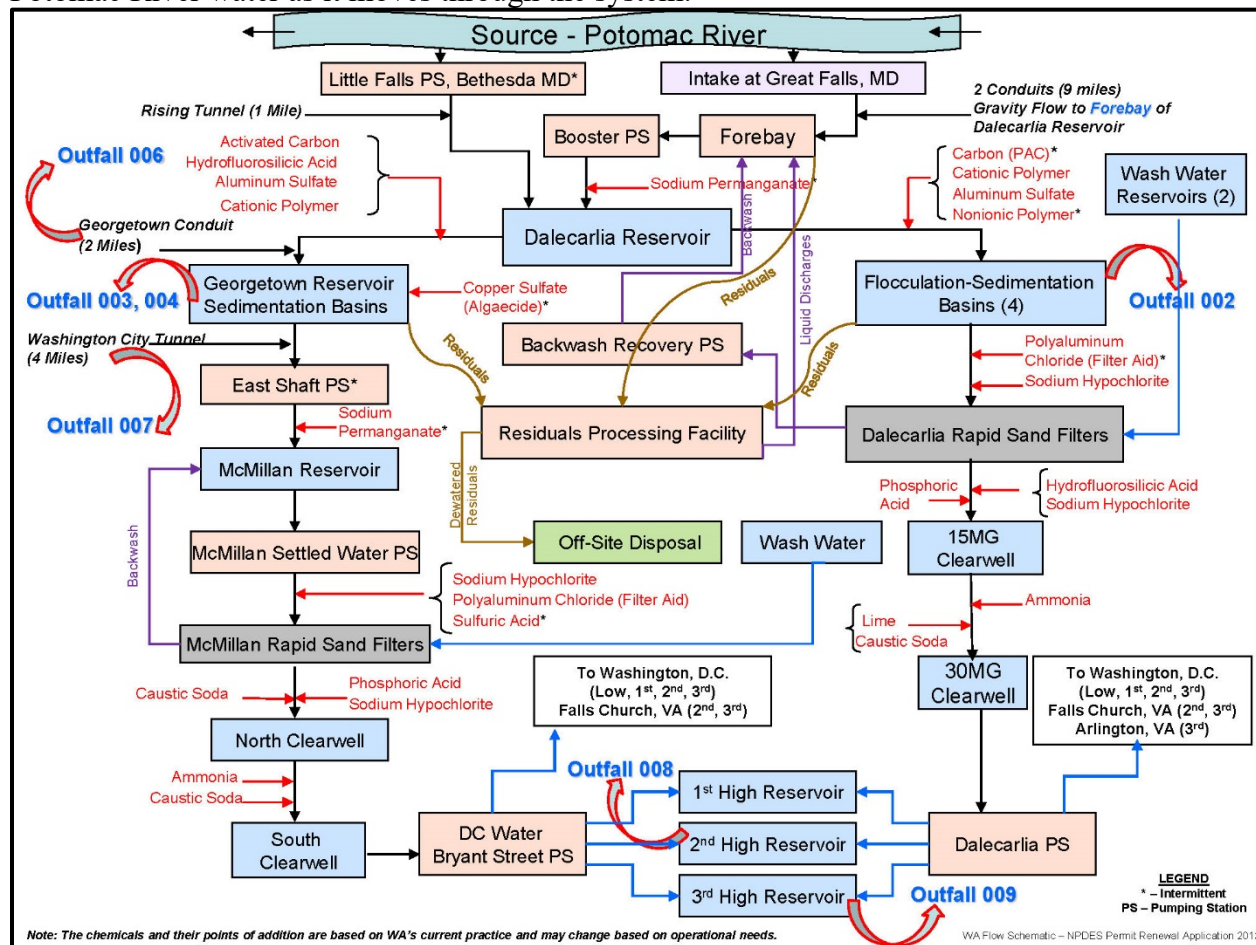 Potomac River water as it moves through the system.
Source - Potomac River
Little Falls PS, Bethesda MD*
Intake at Great Falls, MD
Rising Tunnel (1 Mile)
2 Conduits (9 miles)
Gravity Flow to Forebay of
Dalecarlia Reservoir
Booster PS
Forebay
Outfall 006
Activated Carbon
Hydrofluorosilicic Acid
Aluminum Sulfate
Cationic Polymer
Sodium Permanganate*
Carbon (PAC)*
Cationic Polymer
Aluminum Sulfate
Nonionic Polymer*
Wash Water
Reservoirs (2)
Georgetown Conduit
(2 Miles)
Dalecarlia Reservoir
Backwash
Residuals
Liquid Discharges
Outfall 003, 004
Georgetown Reservoir
Sedimentation Basins
Copper Sulfate
(Algaecide)*
Flocculation-Sedimentation
Basins (4)
Outfall 002
Washington City Tunnel
(4 Miles)
Residuals
Backwash Recovery PS
Residuals
Polyaluminum
Chloride (Filter Aid)*
Sodium Hypochlorite
East Shaft PS*
Outfall 007
Sodium
Permanganate*
Residuals Processing Facility
Dalecarlia Rapid Sand Filters
McMillan Reservoir
Dewatered
Residuals
Phosphoric
Acid
Hydrofluorosilicic Acid
Sodium Hypochlorite
Backwash
McMillan Settled Water PS
Off-Site Disposal
Wash Water
15MG
Clearwell
Sodium Hypochlorite
Polyaluminum Chloride (Filter Aid)
Sulfuric Acid*
Ammonia
Lime
Caustic Soda
McMillan Rapid Sand Filters
30MG
Clearwell
Caustic Soda
Phosphoric Acid
Sodium Hypochlorite
To Washington, D.C.
(Low, 1st, 2nd, 3rd)
Falls Church, VA (2nd, 3rd)
To Washington, D.C.
(Low, 1st, 2nd, 3rd)
Falls Church, VA (2nd, 3rd)
Arlington, VA (3rd)
North Clearwell
Ammonia
Caustic Soda
Outfall 008
1st High Reservoir
South
Clearwell
DC Water
Bryant Street PS
2nd High Reservoir
Dalecarlia PS
3rd High Reservoir
Outfall 009
LEGEND
* – Intermittent
PS – Pumping Station
Note: The chemicals and their points of addition are based on WA's current practice and may change based on operational needs.
WA Flow Schematic – NPDES Permit Renewal Application 201